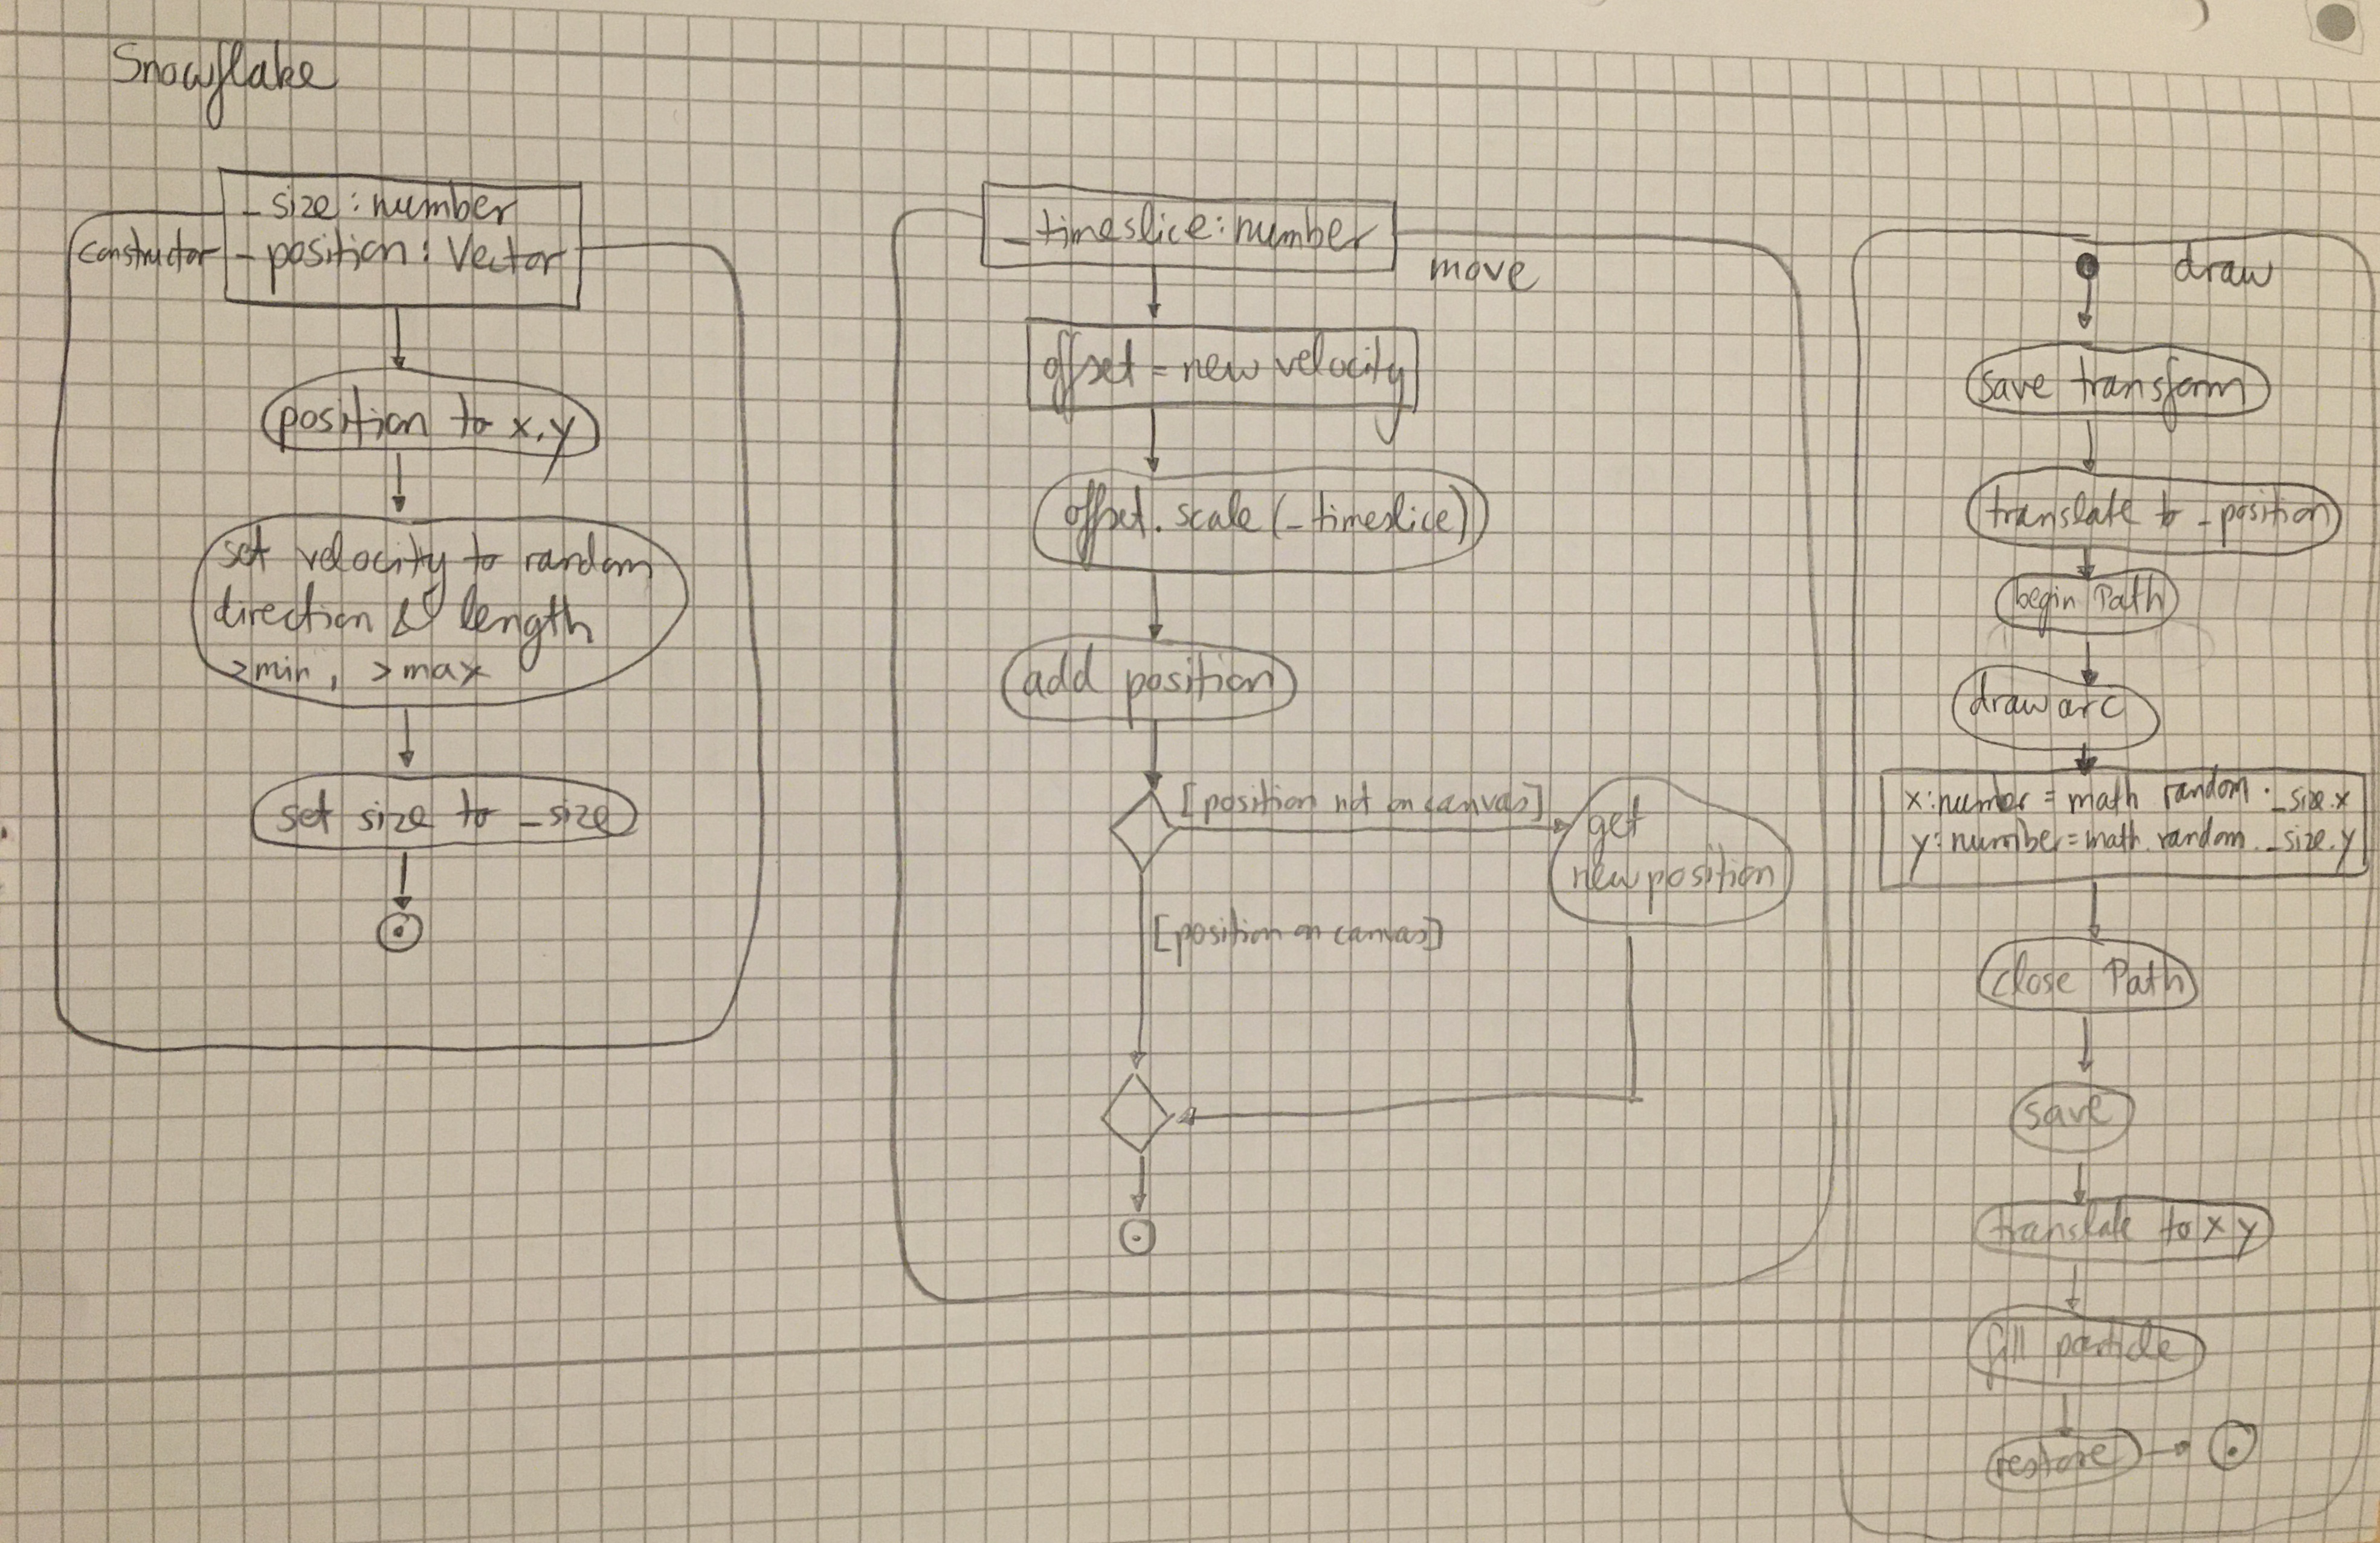 Snowflake
constructor
_size: number
_position: Vector
position to x,y
set velocity to random
direction & length
>min, >max
set size to _size
_timeslice: number
move
offset = new velocity
offset.scale(_timeslice)
add position
[position not on canvas]
get
new position
[position on canvas]
draw
save transform
translate to _position
begin Path
draw arc
x:number = math random · _size.x
y:number = math.random._size.y
close Path
save
translate to x y
fill particle
restore